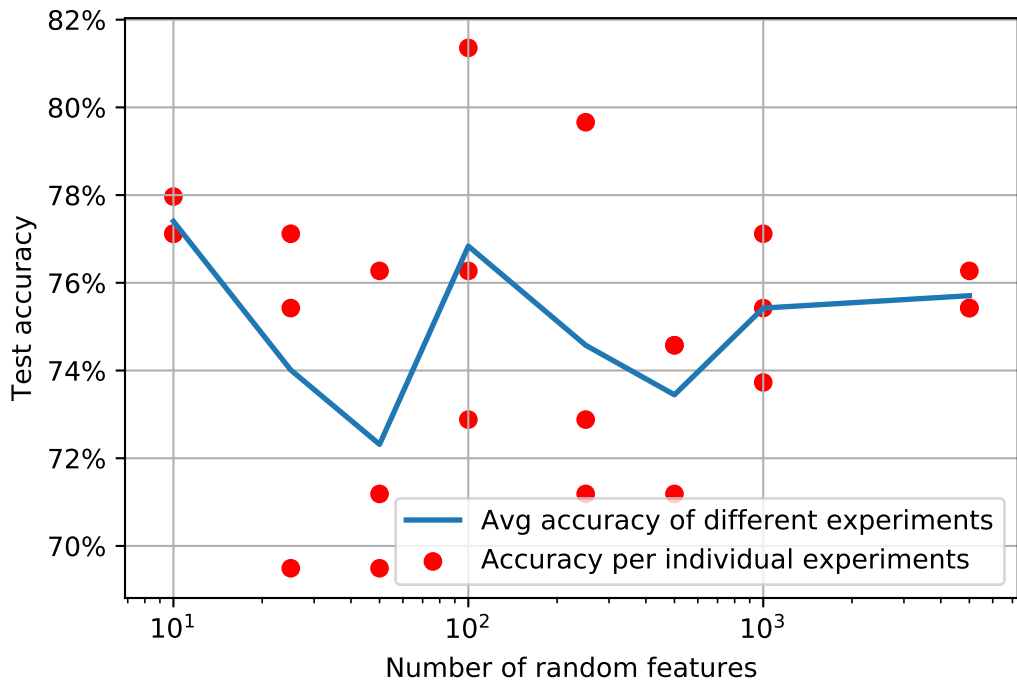 82%
80%
78%
76%
74%
72%
70%
Test accuracy
Avg accuracy of different experiments
Accuracy per individual experiments
10¹ 10² 10³
Number of random features